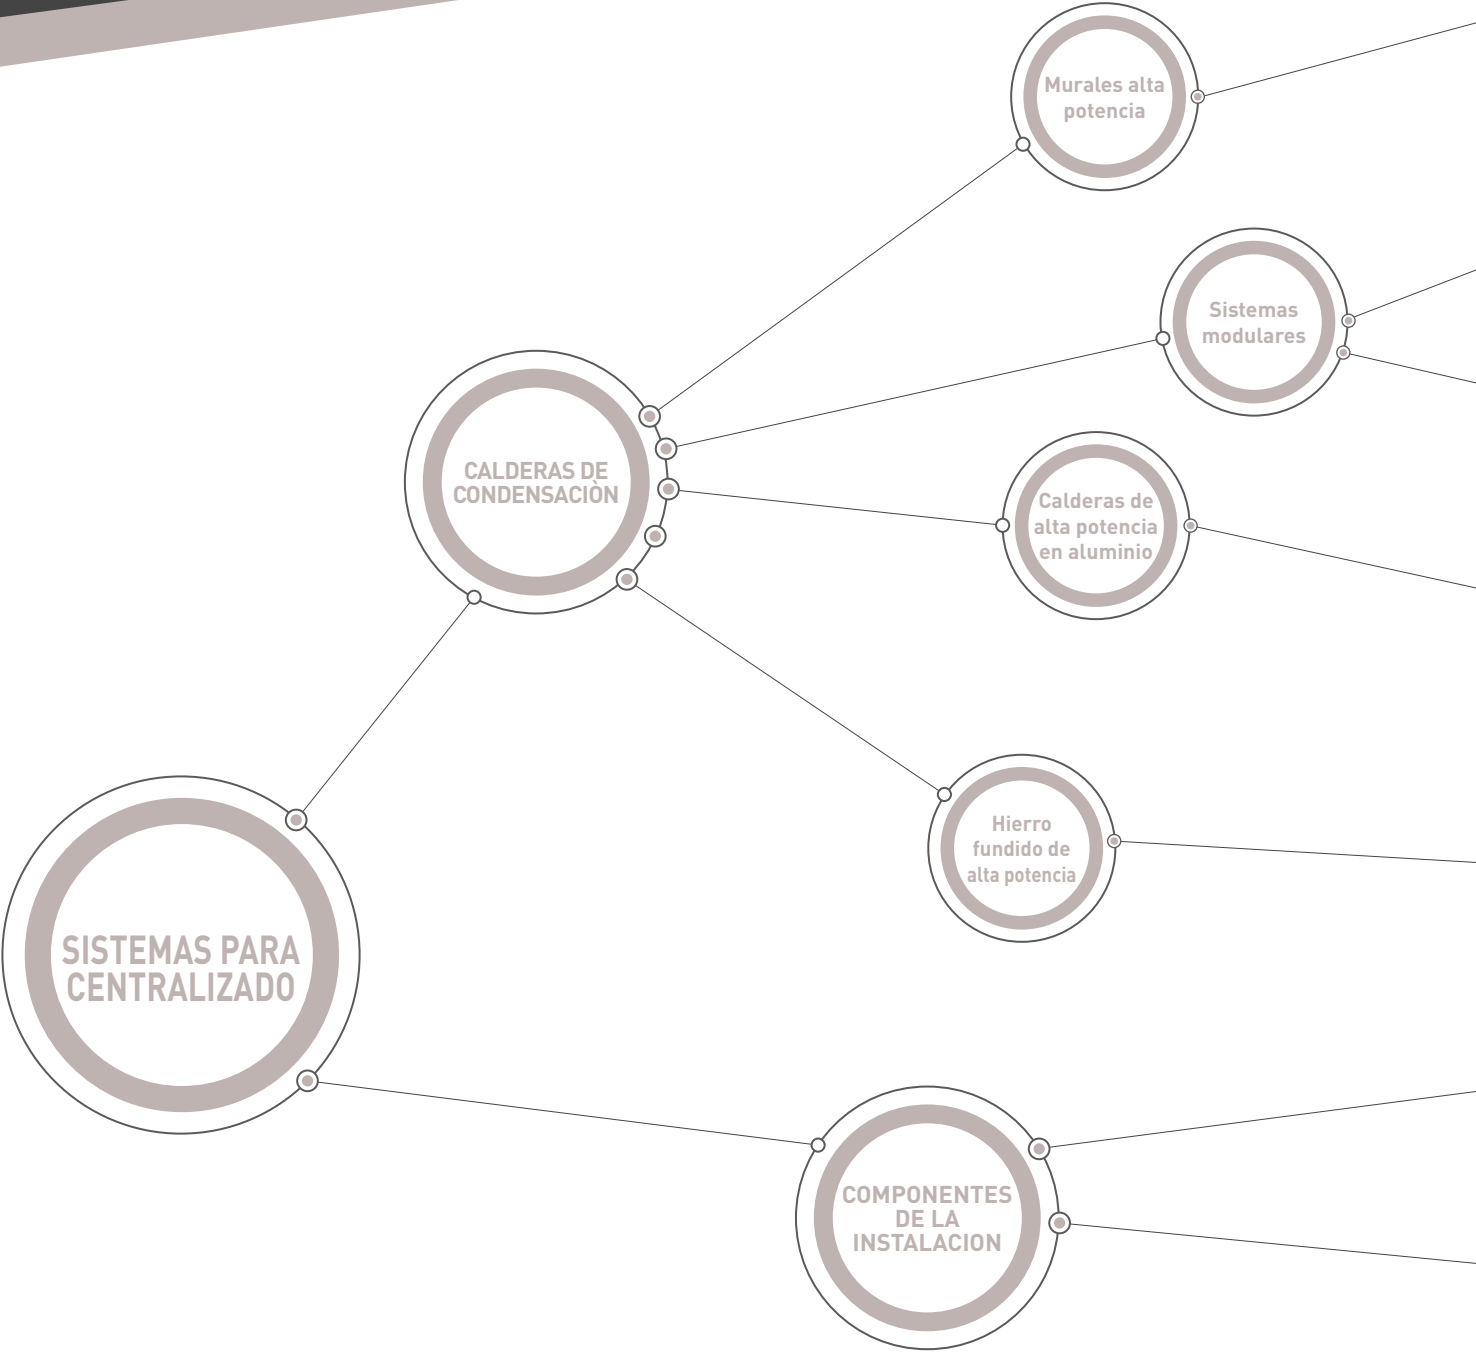 Murales alta
potencia
Sistemas
modulares
CALDERAS DE
CONDENSACIÒN
Calderas de
alta potencia
en aluminio
Hierro
fundido de
alta potencia
SISTEMAS PARA
CENTRALIZADO
COMPONENTES
DE LA
INSTALACION